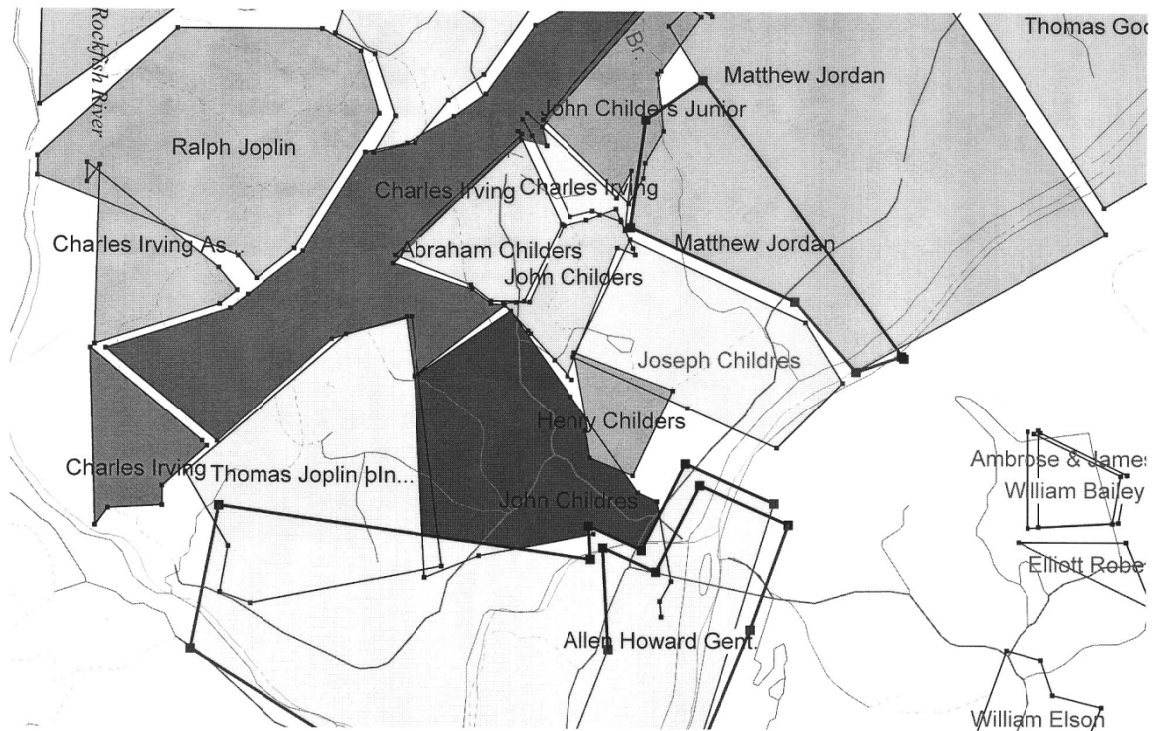 Rockfish River
Thomas Goo
Br.
Matthew Jordan
John Childers Junior
Ralph Joplin
Charles Irving
Charles Irving
Charles Irving As...
Abraham Childers
Matthew Jordan
John Childers
Joseph Childres
Henry Childers
Charles Irving
Thomas Joplin þIn...
John Childres
Ambrose & James
William Bailey
Elliott Robe
Allen Howard Gent.
William Elson